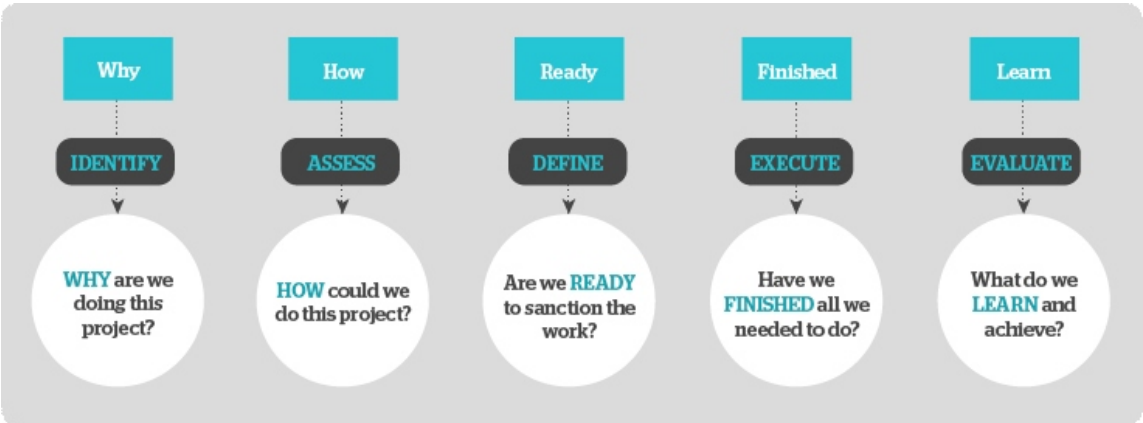 Why
How
Ready
Finished
Learn
IDENTIFY
ASSESS
DEFINE
EXECUTE
EVALUATE
WHY are we
doing this
project?
HOW could we
do this project?
Are we READY
to sanction the
work?
Have we
FINISHED all we
needed to do?
What do we
LEARN and
achieve?